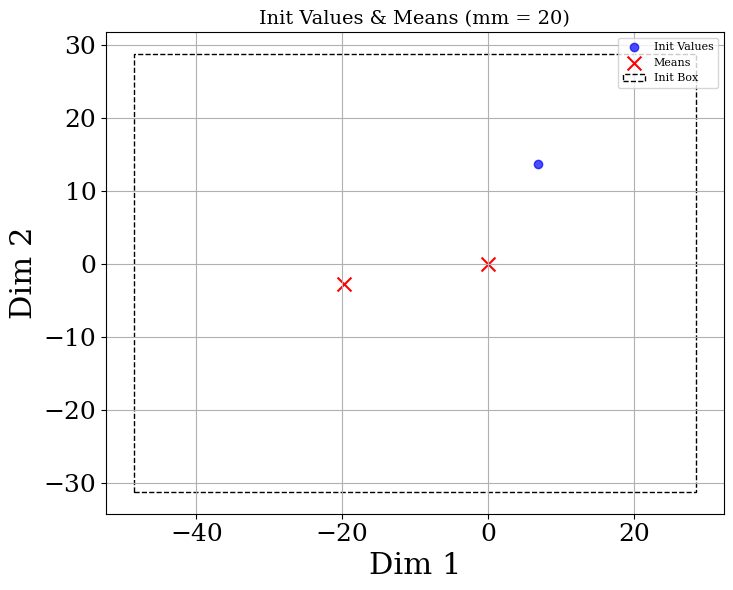 Init Values & Means (mm = 20)
Init Values
Means
Init Box
30
20
10
0
−10
−20
−30
Dim 2
−40
−20
0
20
Dim 1